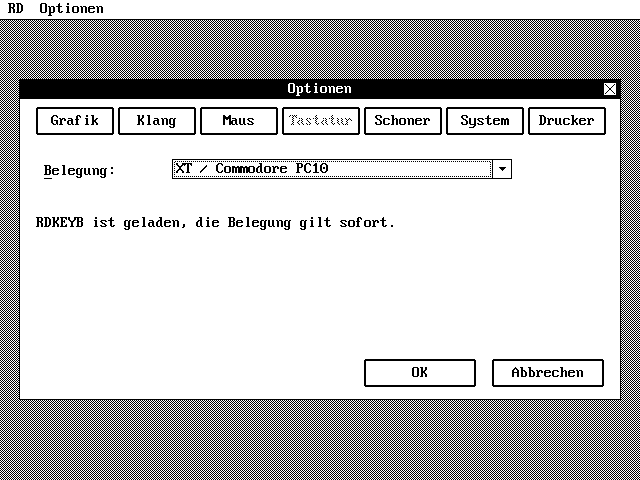 RD Optionen
Optionen
Grafik Klang Maus Tastatur Schoner System Drucker
Belegung: XT / Commodore PC10
RDKEYB ist geladen, die Belegung gilt sofort.
OK Abbrechen